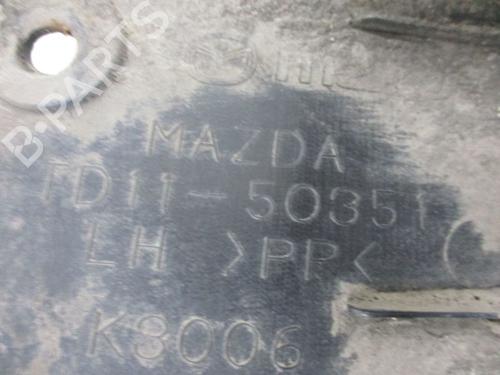 B-PARTS
MAZDA
TD11-50351
LH >PP<
K8006